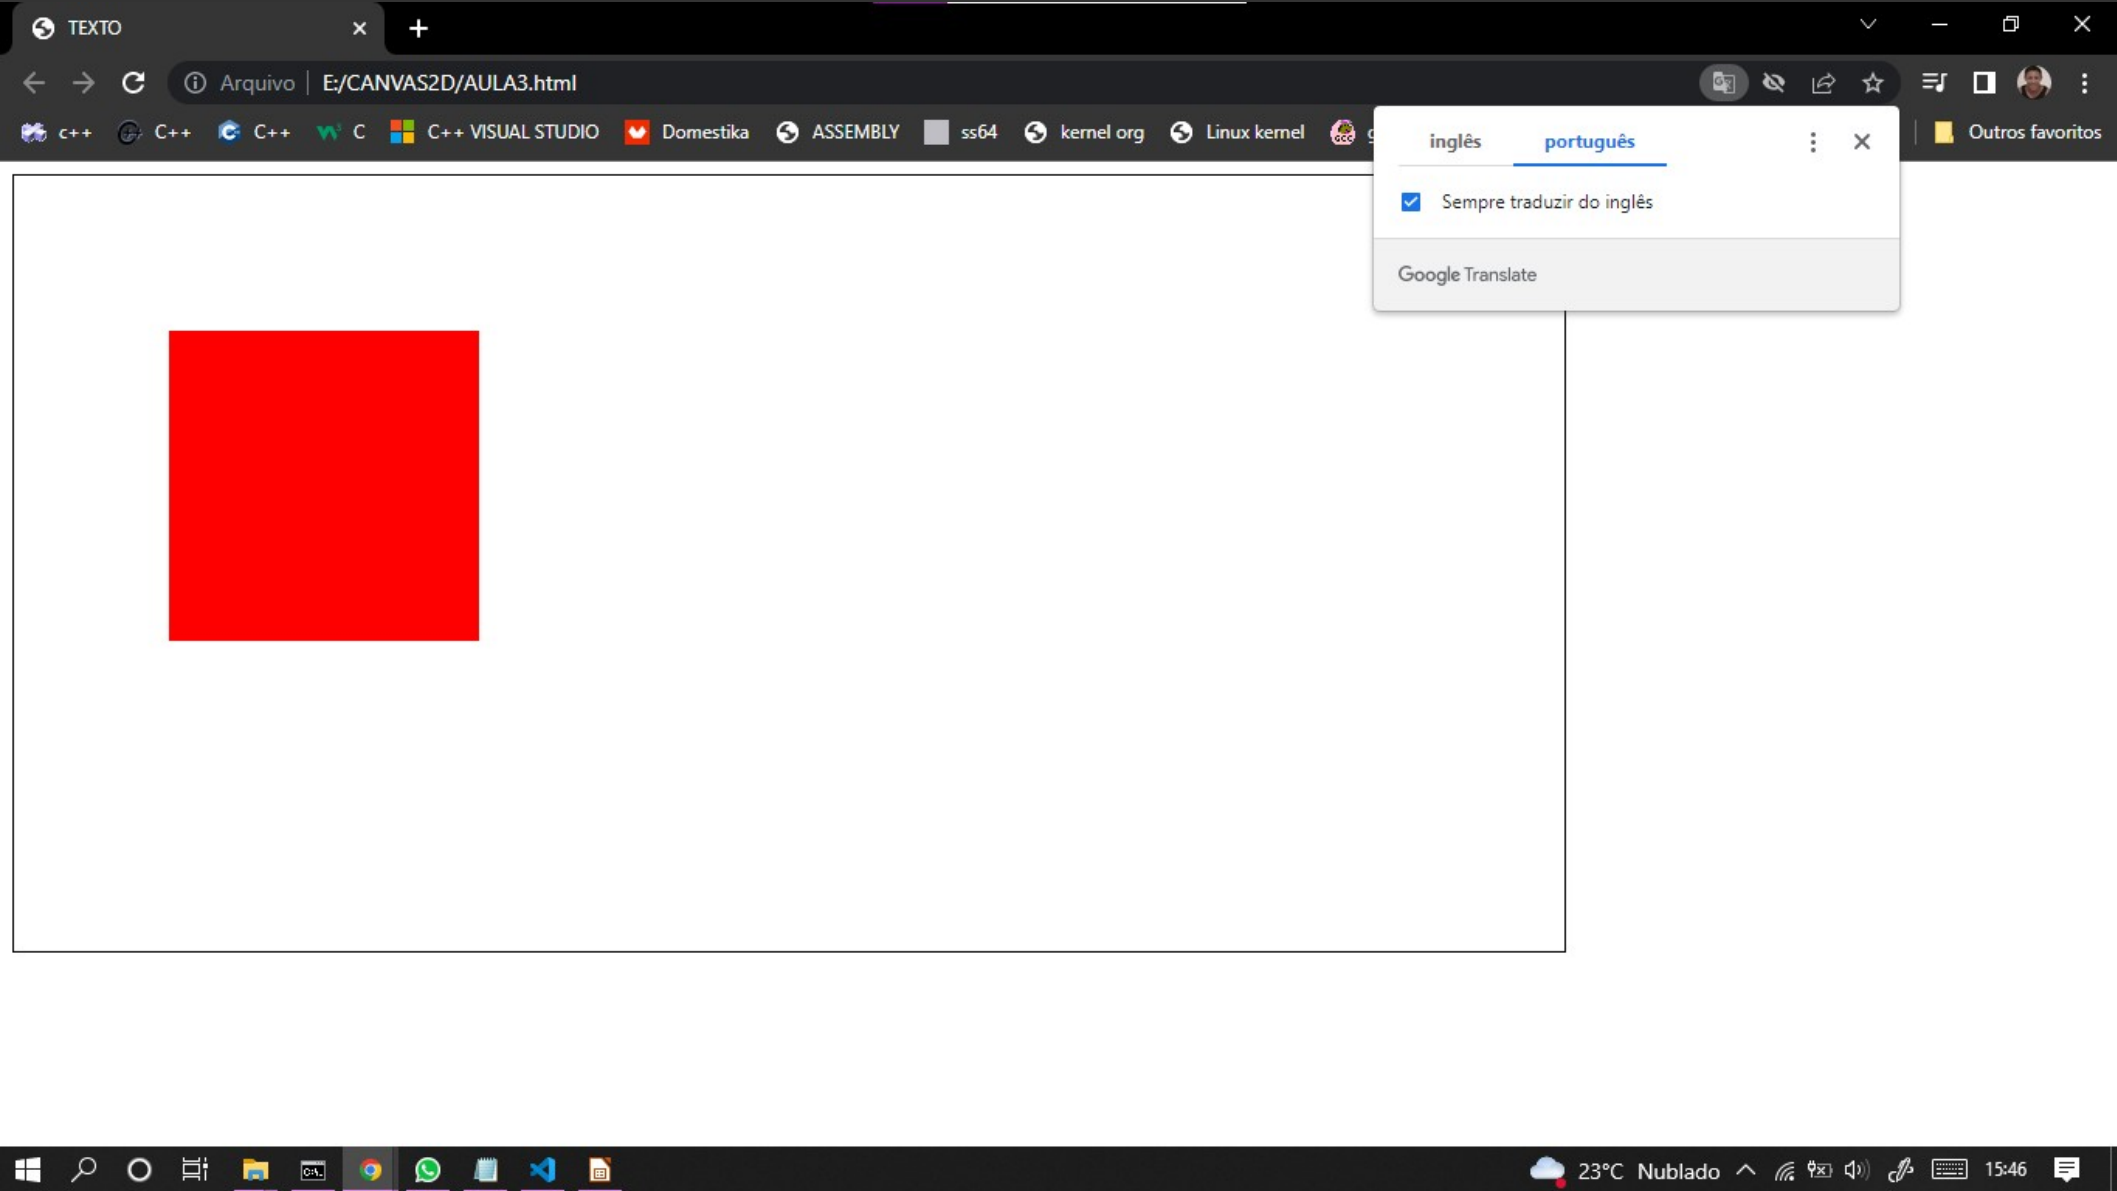 TEXTO
Arquivo E:/CANVAS2D/AULA3.html
c++ C++ C++ C C++ VISUAL STUDIO Domestika ASSEMBLY ss64 kernel org Linux kernel g Outros favoritos
inglês português
Sempre traduzir do inglês
Google Translate
23°C Nublado 15:46